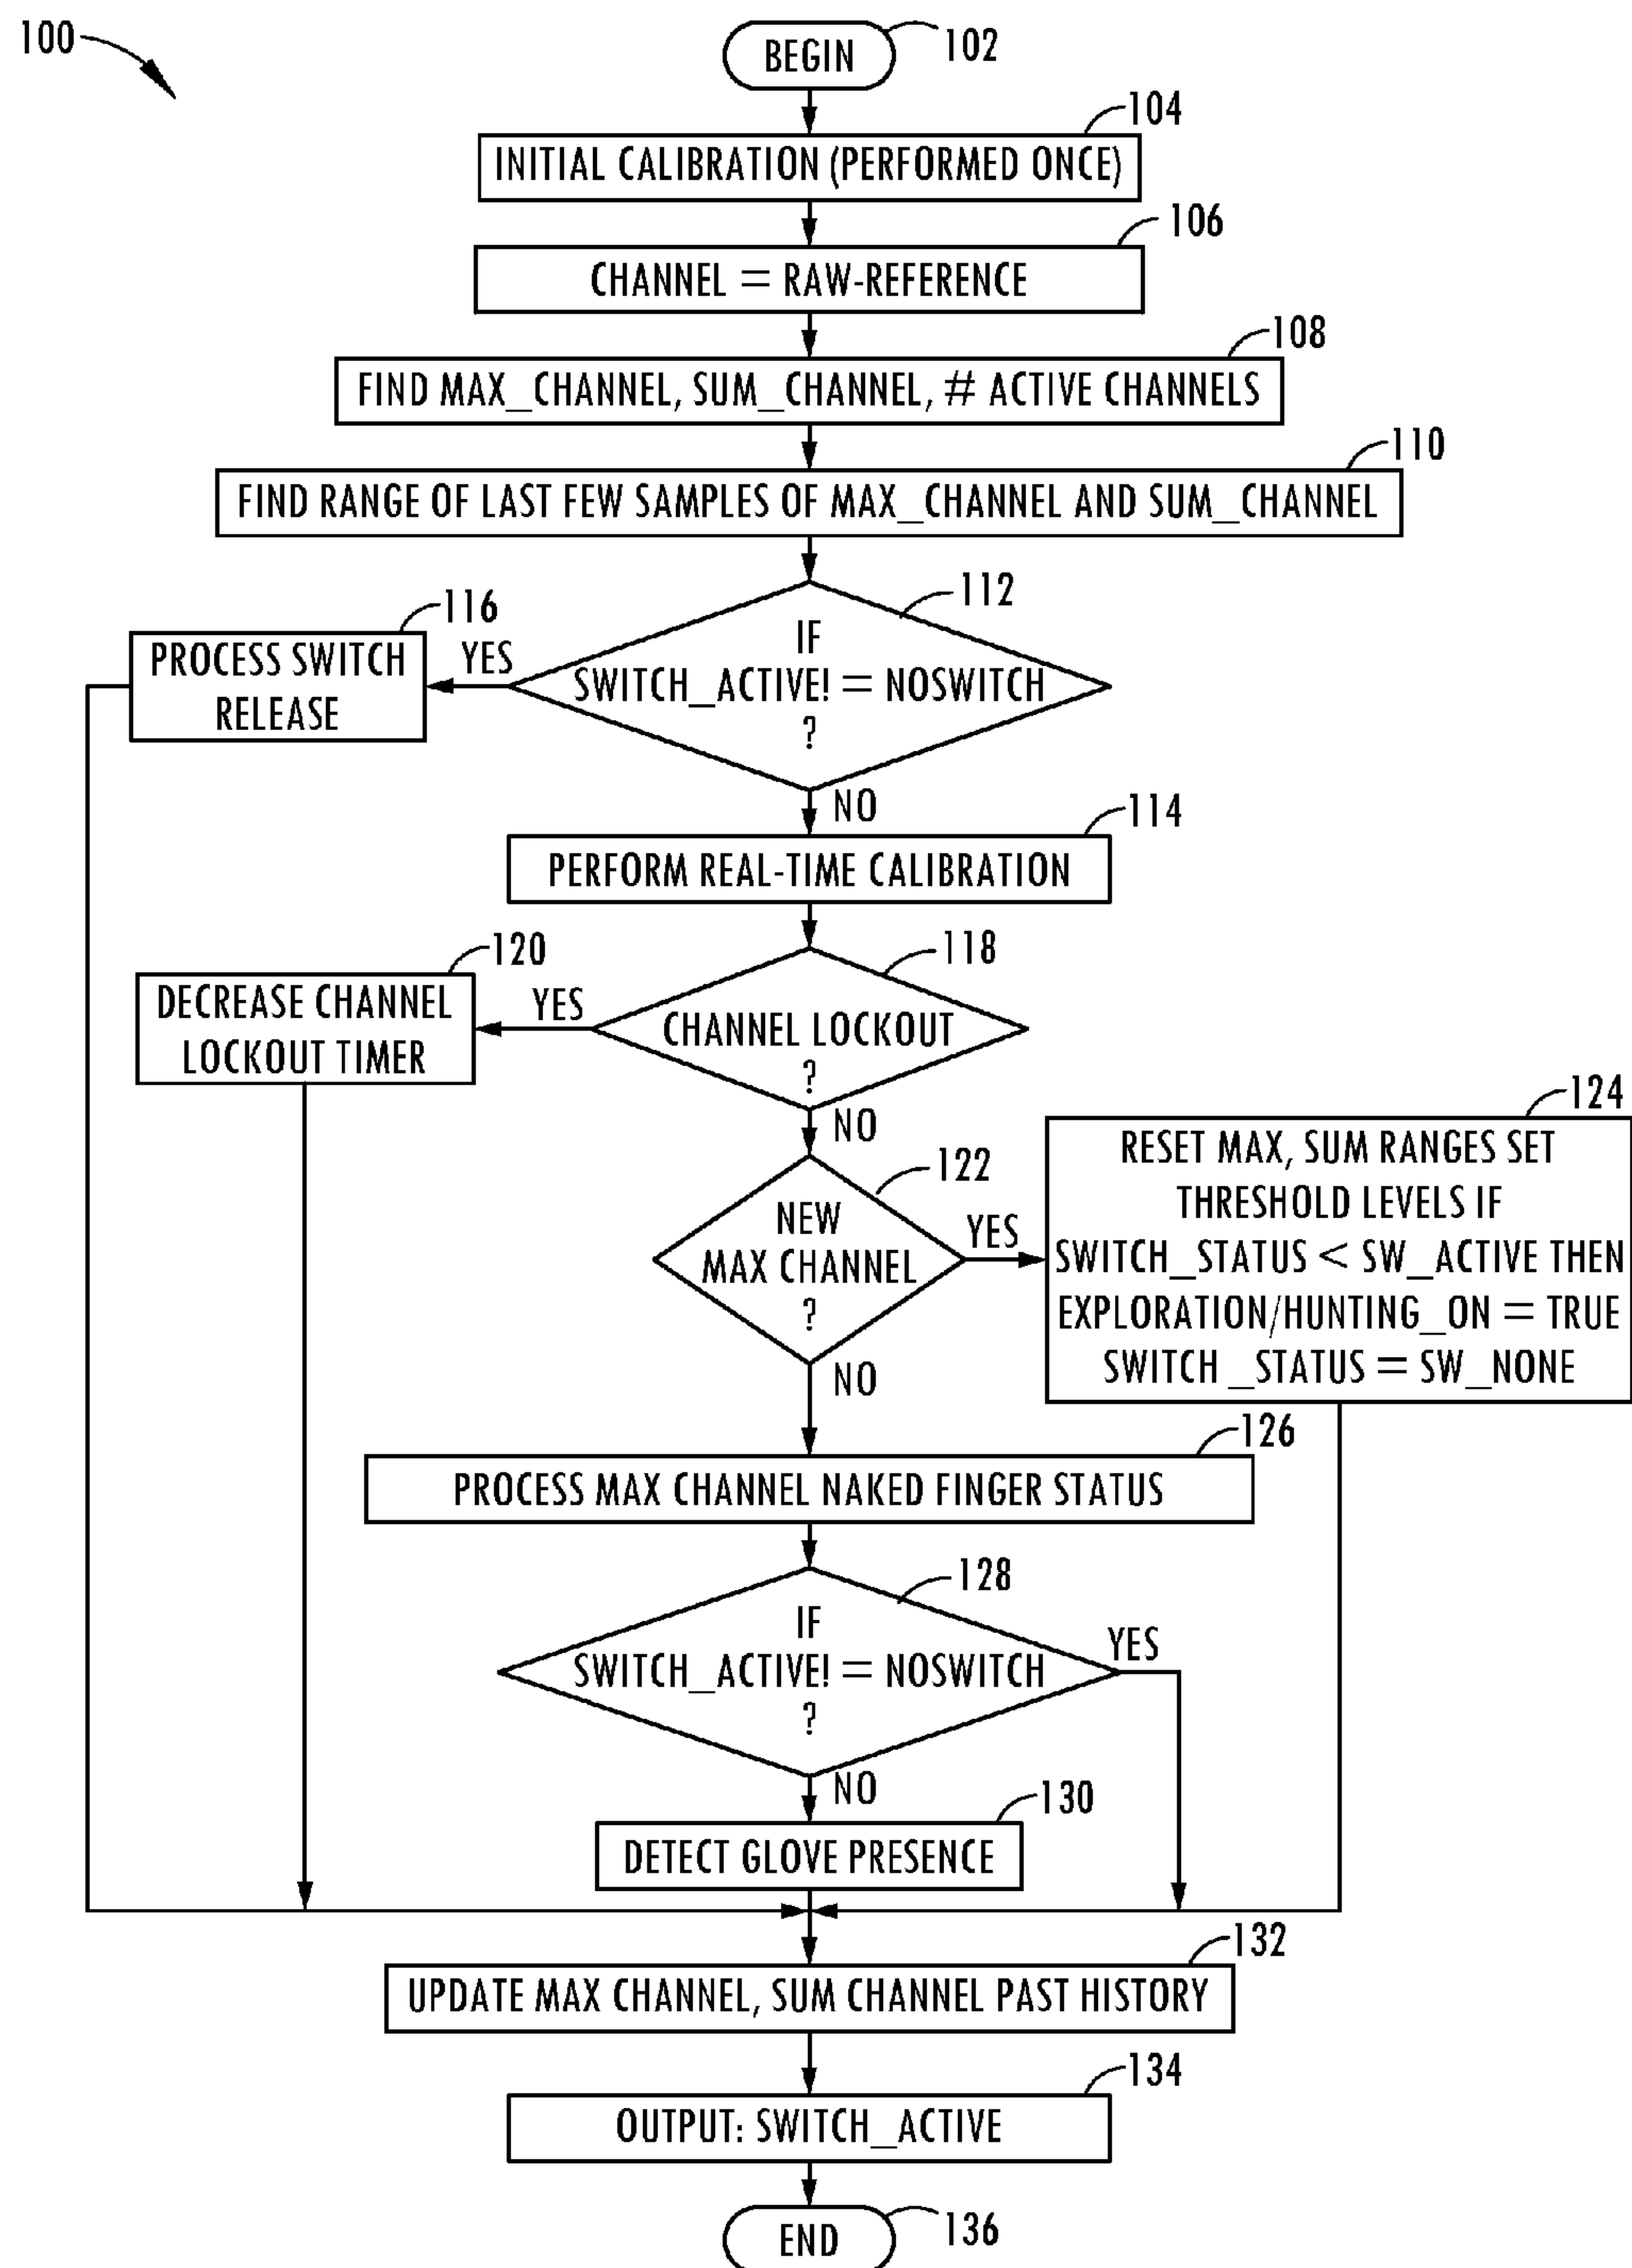 100
BEGIN
102
104
INITIAL CALIBRATION (PERFORMED ONCE)
106
CHANNEL = RAW-REFERENCE
108
FIND MAX_CHANNEL, SUM_CHANNEL, # ACTIVE CHANNELS
110
FIND RANGE OF LAST FEW SAMPLES OF MAX_CHANNEL AND SUM_CHANNEL
112
IF
SWITCH_ACTIVE! = NOSWITCH
?
YES
116
PROCESS SWITCH
RELEASE
NO
114
PERFORM REAL-TIME CALIBRATION
118
CHANNEL LOCKOUT
?
YES
120
DECREASE CHANNEL
LOCKOUT TIMER
NO
122
NEW
MAX CHANNEL
?
YES
124
RESET MAX, SUM RANGES SET
THRESHOLD LEVELS IF
SWITCH_STATUS < SW_ACTIVE THEN
EXPLORATION/HUNTING_ON = TRUE
SWITCH _STATUS = SW_NONE
NO
126
PROCESS MAX CHANNEL NAKED FINGER STATUS
128
IF
SWITCH_ACTIVE! = NOSWITCH
?
YES
NO
130
DETECT GLOVE PRESENCE
132
UPDATE MAX CHANNEL, SUM CHANNEL PAST HISTORY
134
OUTPUT: SWITCH_ACTIVE
END
136